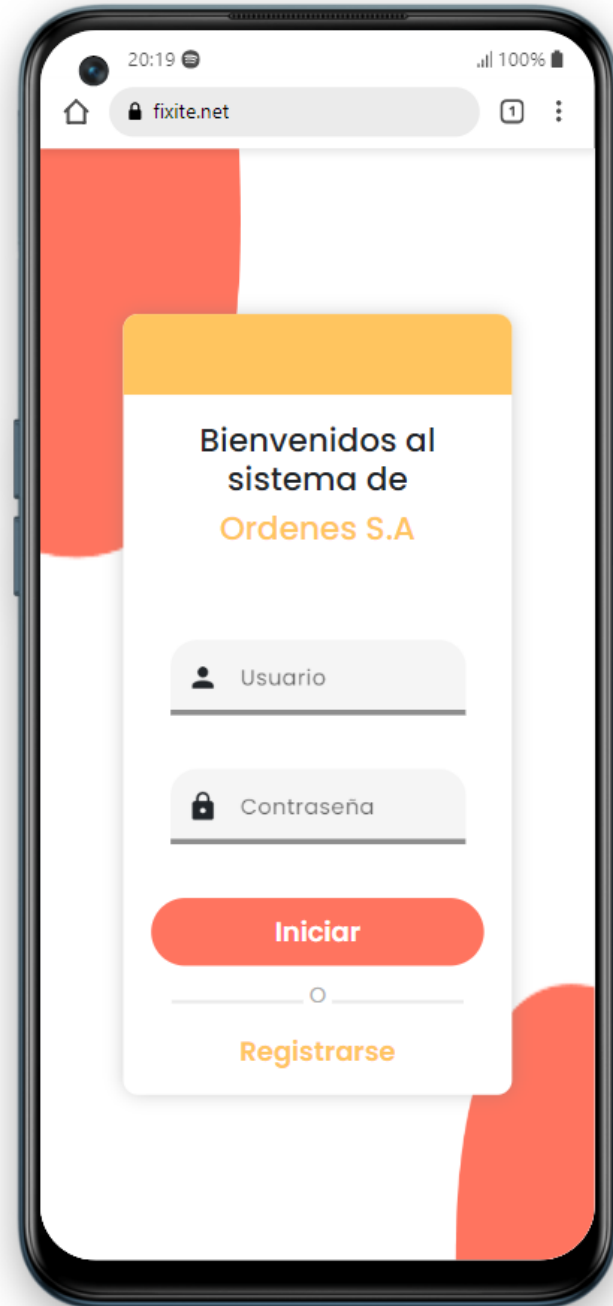 20:19
100%
fixite.net
1
Bienvenidos al
sistema de
Ordenes S.A
Usuario
Contraseña
Iniciar
O
Registrarse